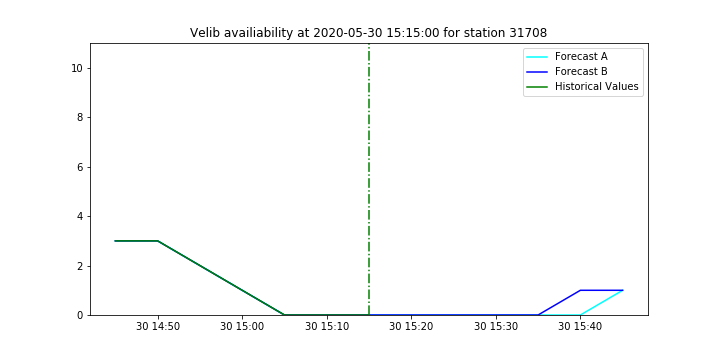 Velib availiability at 2020-05-30 15:15:00 for station 31708
Forecast A
Forecast B
Historical Values
10
8
6
4
2
0
30 14:50 30 15:00 30 15:10 30 15:20 30 15:30 30 15:40